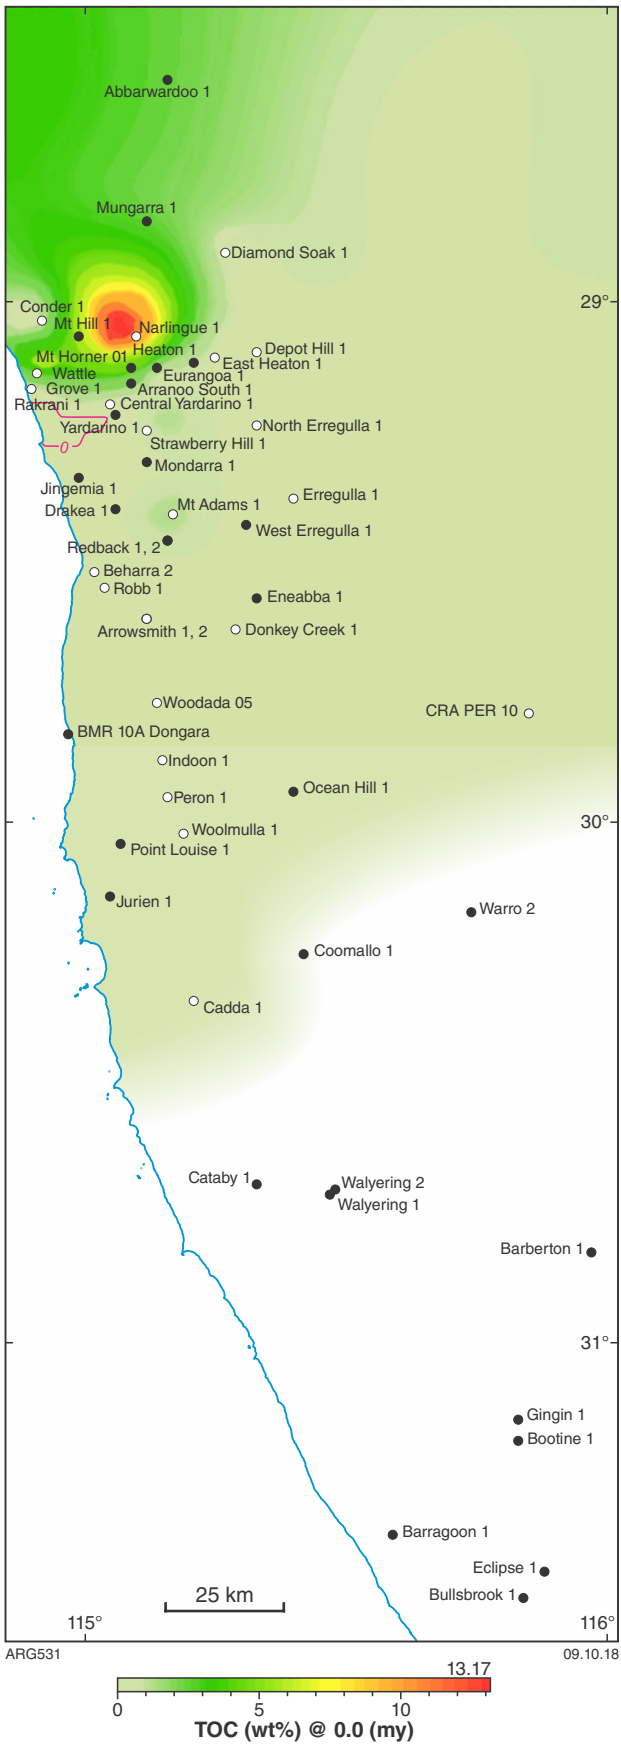 Abbarwardoo 1
Mungarra 1
Diamond Soak 1
29°
Conder 1
Mt Hill 1
Narlingue 1
Mt Horner 01
Heaton 1
Depot Hill 1
East Heaton 1
Wattle
Grove 1
Eurangoa 1
Arranoo South 1
Rakrani 1
Central Yardarino 1
Yardarino 1
North Erregulla 1
0
Strawberry Hill 1
Mondarra 1
Jingemia 1
Erregulla 1
Mt Adams 1
Drakea 1
West Erregulla 1
Redback 1, 2
Beharra 2
Robb 1
Eneabba 1
Arrowsmith 1, 2
Donkey Creek 1
Woodada 05
CRA PER 10
BMR 10A Dongara
Indoon 1
Ocean Hill 1
Peron 1
30°
Woolmulla 1
Point Louise 1
Jurien 1
Warro 2
Coomallo 1
Cadda 1
Cataby 1
Walyering 2
Walyering 1
Barberton 1
31°
Gingin 1
Bootine 1
Barragoon 1
Eclipse 1
Bullsbrook 1
25 km
115°
116°
ARG531
09.10.18
13.17
0 5 10
TOC (wt%) @ 0.0 (my)